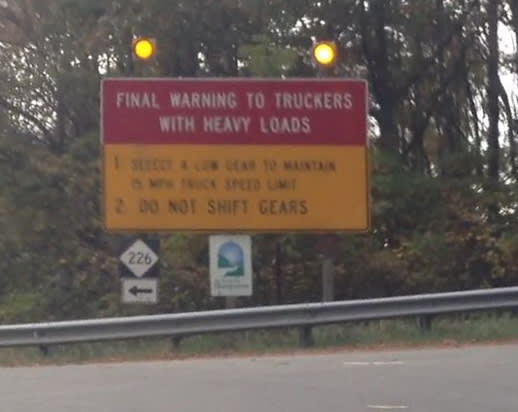 FINAL WARNING TO TRUCKERS
WITH HEAVY LOADS
1 SELECT A LOW GEAR TO MAINTAIN
15 MPH TRUCK SPEED LIMIT
2. DO NOT SHIFT GEARS
226